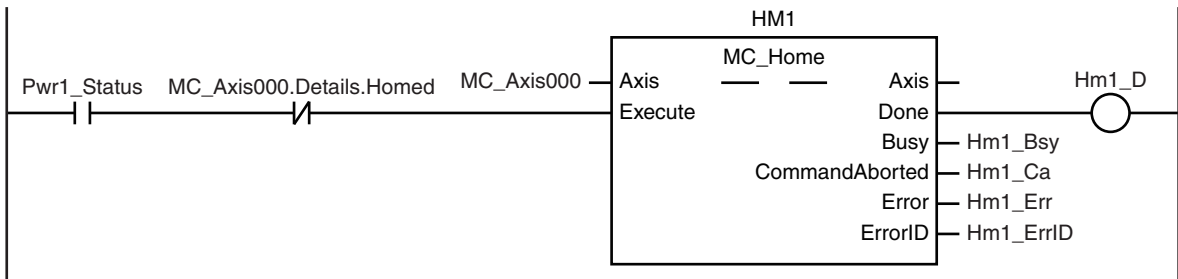 HM1
MC_Home
Pwr1_Status MC_Axis000.Details.Homed MC_Axis000 Axis Axis Hm1_D
Execute Done
Busy Hm1_Bsy
CommandAborted Hm1_Ca
Error Hm1_Err
ErrorID Hm1_ErrID